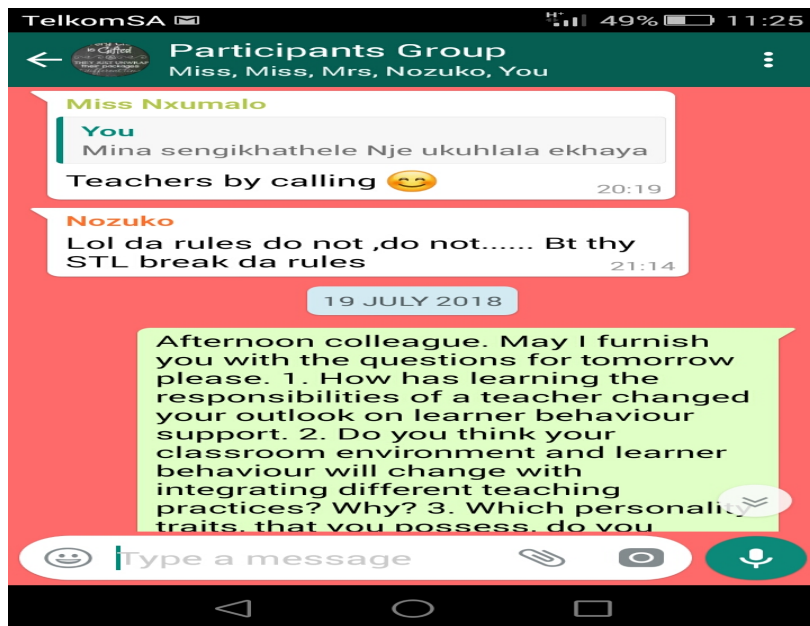 TelkomSA 49% 11:25
Participants Group
Miss, Miss, Mrs, Nozuko, You
Miss Nxumalo
You
Mina sengikhathele Nje ukuhlala ekhaya
Teachers by calling 😊
20:19
Nozuko
Lol da rules do not ,do not...... Bt thy
STL break da rules
21:14
19 JULY 2018
Afternoon colleague. May I furnish
you with the questions for tomorrow
please. 1. How has learning the
responsibilities of a teacher changed
your outlook on learner behaviour
support. 2. Do you think your
classroom environment and learner
behaviour will change with
integrating different teaching
practices? Why? 3. Which personality
traits, that you possess, do you
Type a message